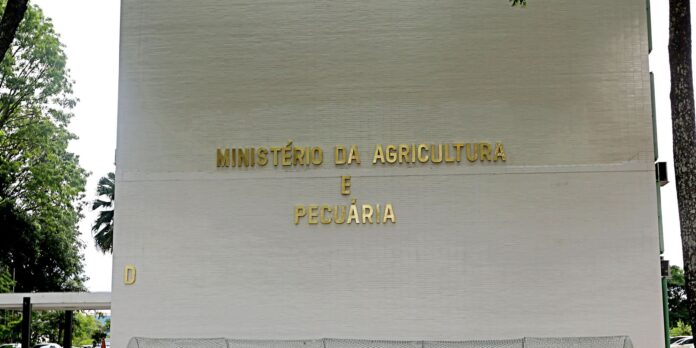 MINISTÉRIO DA AGRICULTURA
E
PECUÁRIA
D